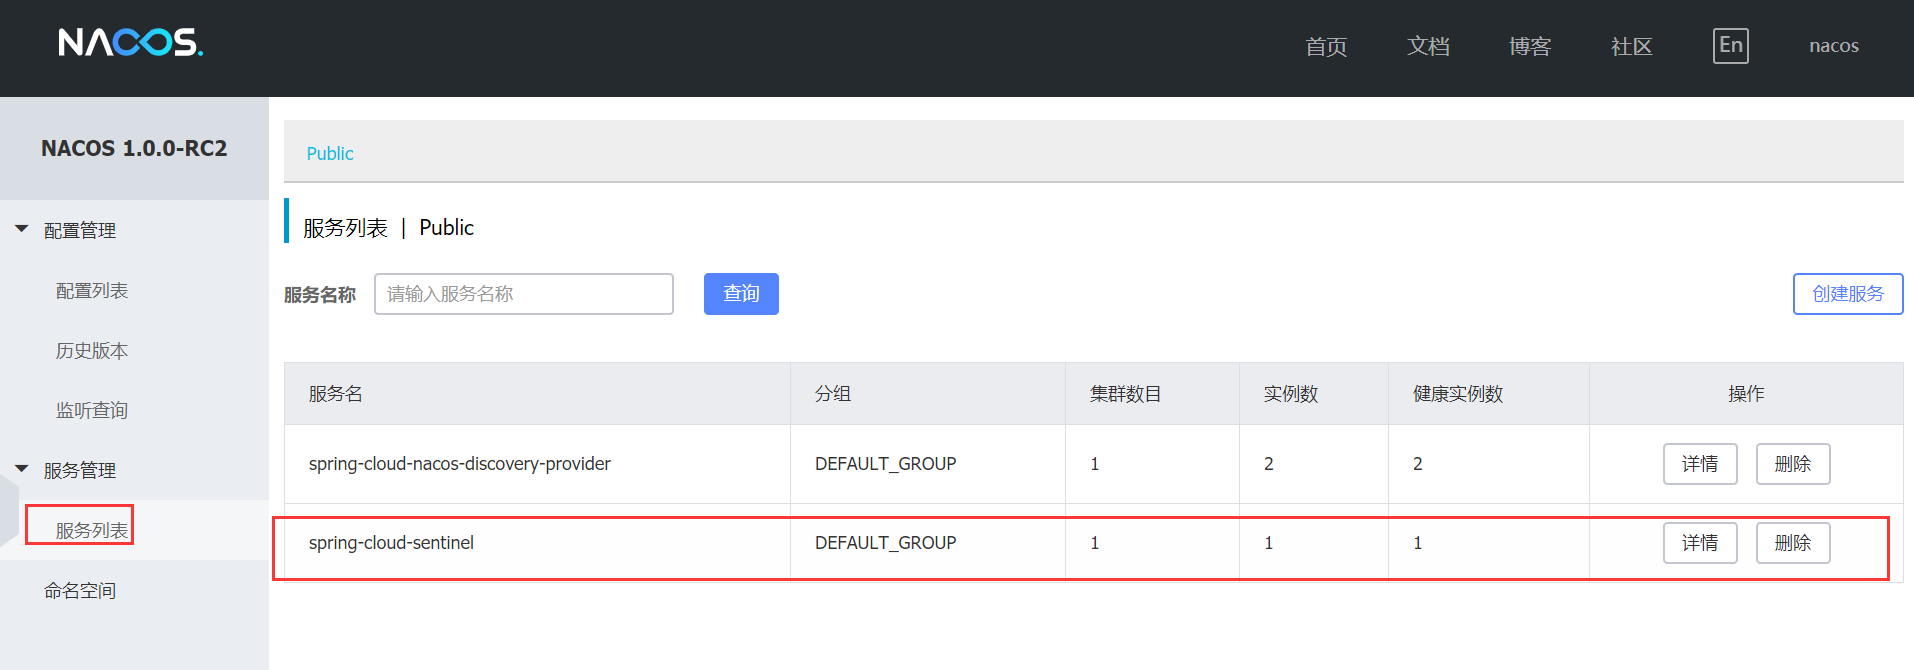 NACOS.
首页 文档 博客 社区 En nacos
NACOS 1.0.0-RC2
配置管理
配置列表
历史版本
监听查询
服务管理
服务列表
命名空间
Public
服务列表 | Public
服务名称 请输入服务名称 查询 创建服务
服务名 分组 集群数目 实例数 健康实例数 操作
spring-cloud-nacos-discovery-provider DEFAULT_GROUP 1 2 2 详情 删除
spring-cloud-sentinel DEFAULT_GROUP 1 1 1 详情 删除